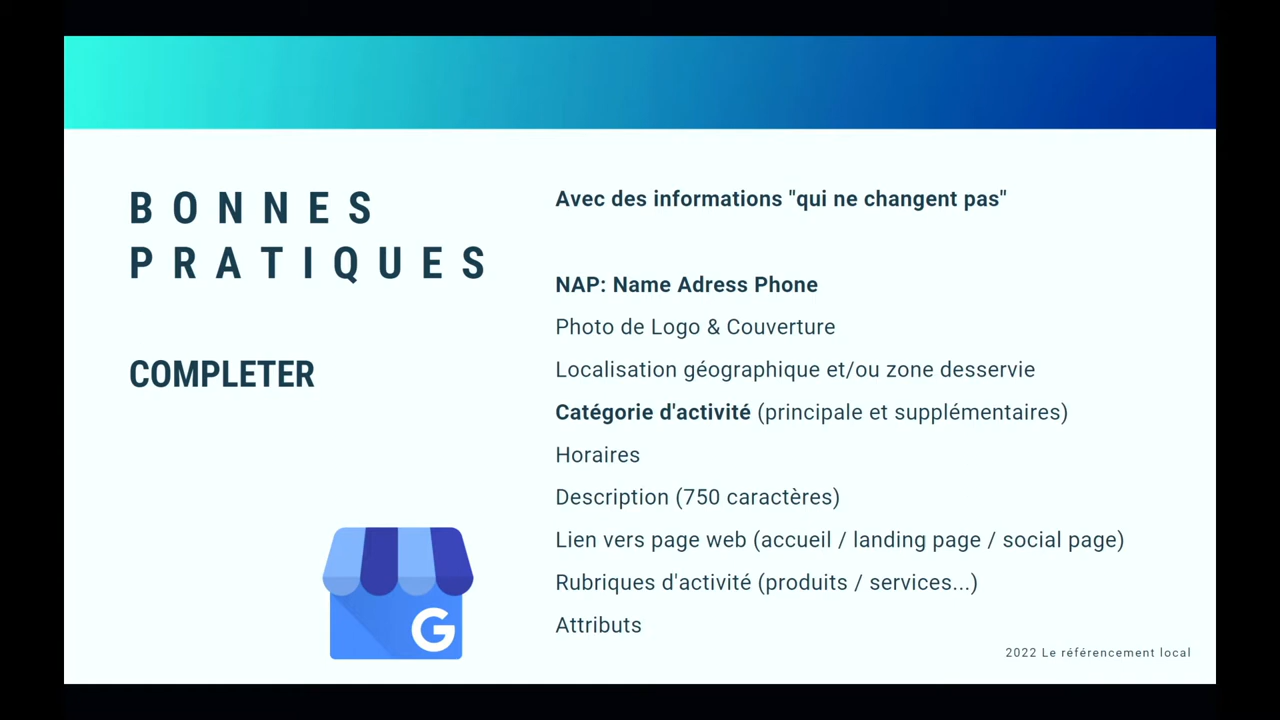 BONNES
PRATIQUES
COMPLETER
Avec des informations "qui ne changent pas"
NAP: Name Adress Phone
Photo de Logo & Couverture
Localisation géographique et/ou zone desservie
Catégorie d'activité (principale et supplémentaires)
Horaires
Description (750 caractères)
Lien vers page web (accueil / landing page / social page)
Rubriques d'activité (produits / services...)
Attributs
G
2022 Le référencement local